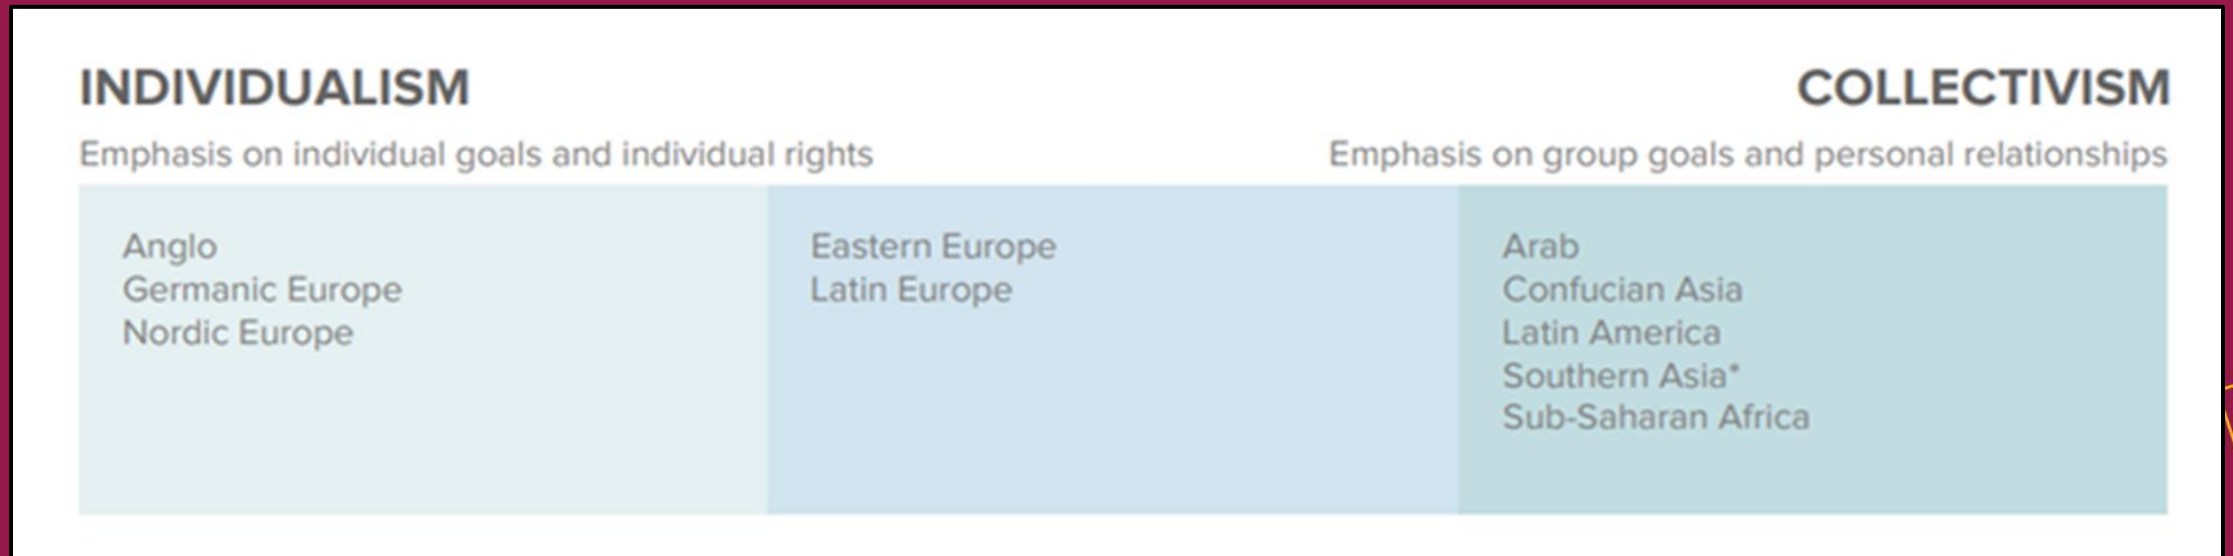 INDIVIDUALISM
COLLECTIVISM
Emphasis on individual goals and individual rights
Emphasis on group goals and personal relationships
Anglo
Germanic Europe
Nordic Europe
Eastern Europe
Latin Europe
Arab
Confucian Asia
Latin America
Southern Asia*
Sub-Saharan Africa